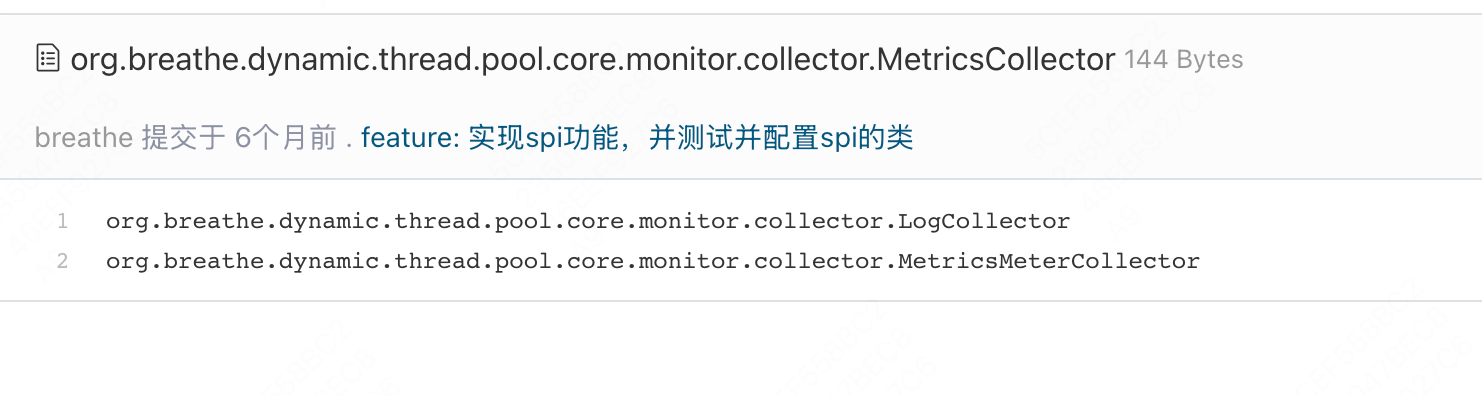 org.breathe.dynamic.thread.pool.core.monitor.collector.MetricsCollector 144 Bytes
breathe 提交于 6个月前 . feature: 实现spi功能，并测试并配置spi的类
1 org.breathe.dynamic.thread.pool.core.monitor.collector.LogCollector
2 org.breathe.dynamic.thread.pool.core.monitor.collector.MetricsMeterCollector